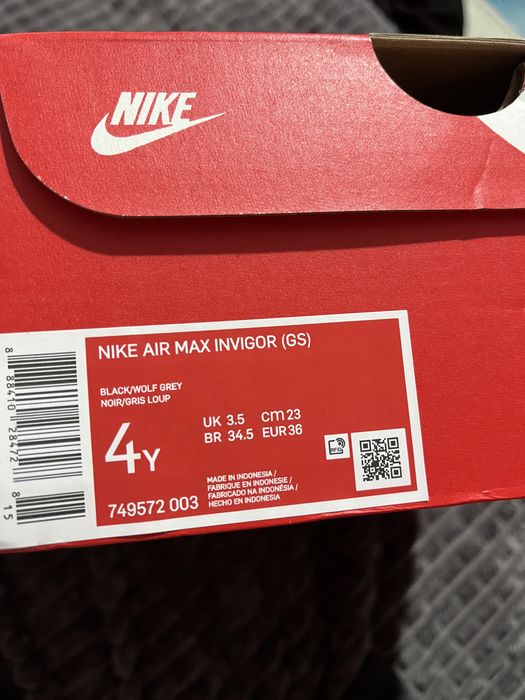 NIKE
NIKE AIR MAX INVIGOR (GS)
BLACK/WOLF GREY
NOIR/GRIS LOUP
4Y
UK 3.5 cm 23
BR 34.5 EUR 36
RFID
749572 003
MADE IN INDONESIA /
FABRIQUE EN INDONESIE /
FABRICADO NA INDONÉSIA /
HECHO EN INDONESIA
8 88410 28472 8 15